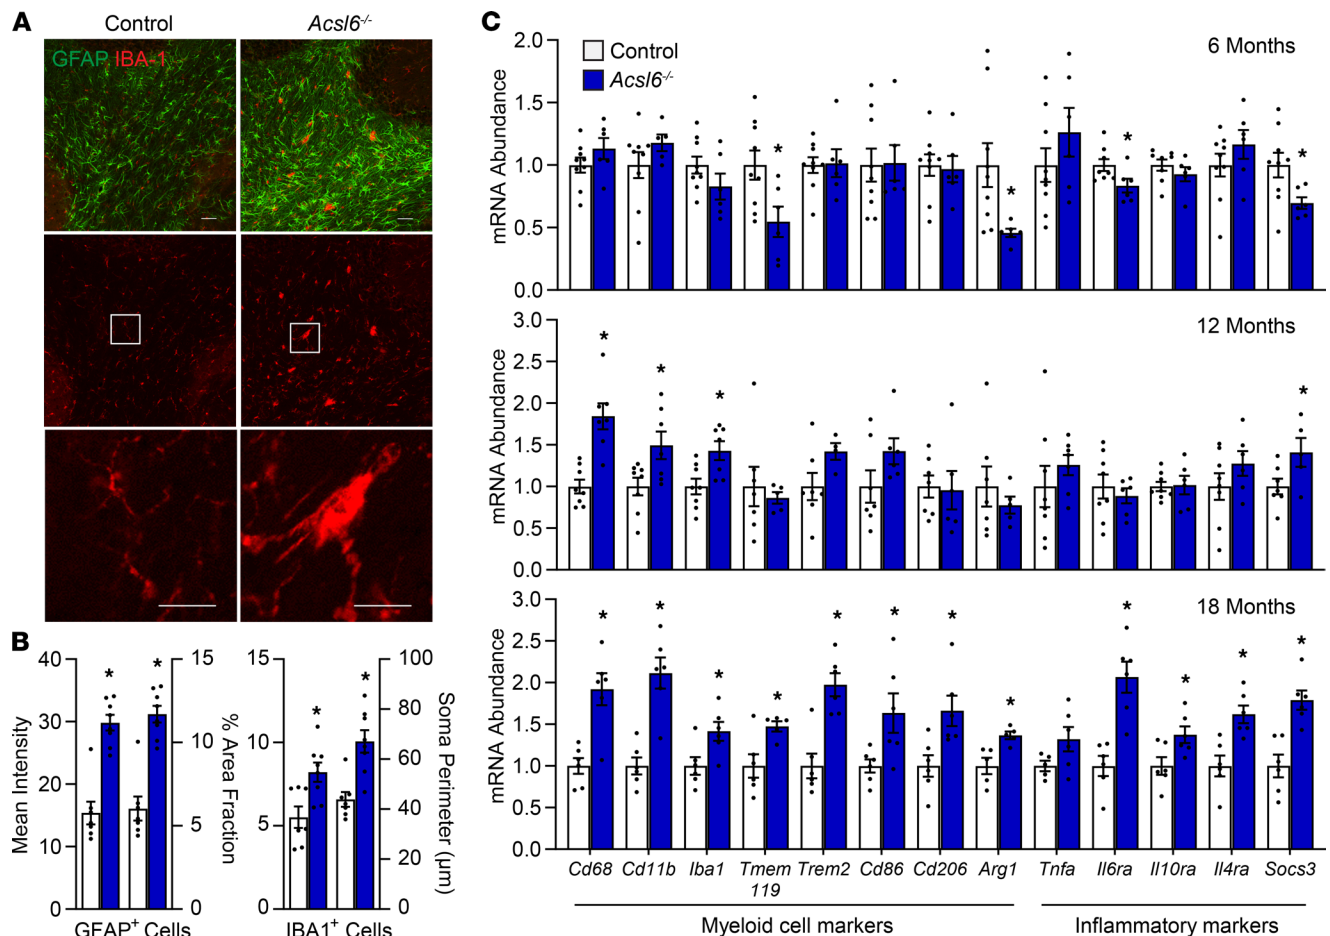 A
Control
Acsl6-/-
GFAP IBA-1
B
40
30
20
10
0
Mean Intensity
15
10
5
0
% Area Fraction
*
*
GFAP+ Cells
15
10
5
0
100
80
60
40
20
0
Soma Perimeter (µm)
*
*
IBA1+ Cells
C
Control
Acsl6-/-
6 Months
mRNA Abundance
2.0
1.5
1.0
0.5
0.0
* * * *
12 Months
mRNA Abundance
3.0
2.5
2.0
1.5
1.0
0.5
0.0
* * * *
18 Months
mRNA Abundance
3.0
2.5
2.0
1.5
1.0
0.5
0.0
* * * * * * * * * * * *
Cd68 Cd11b Iba1 Tmem119 Trem2 Cd86 Cd206 Arg1 Tnfa Il6ra Il10ra Il4ra Socs3
Myeloid cell markers
Inflammatory markers